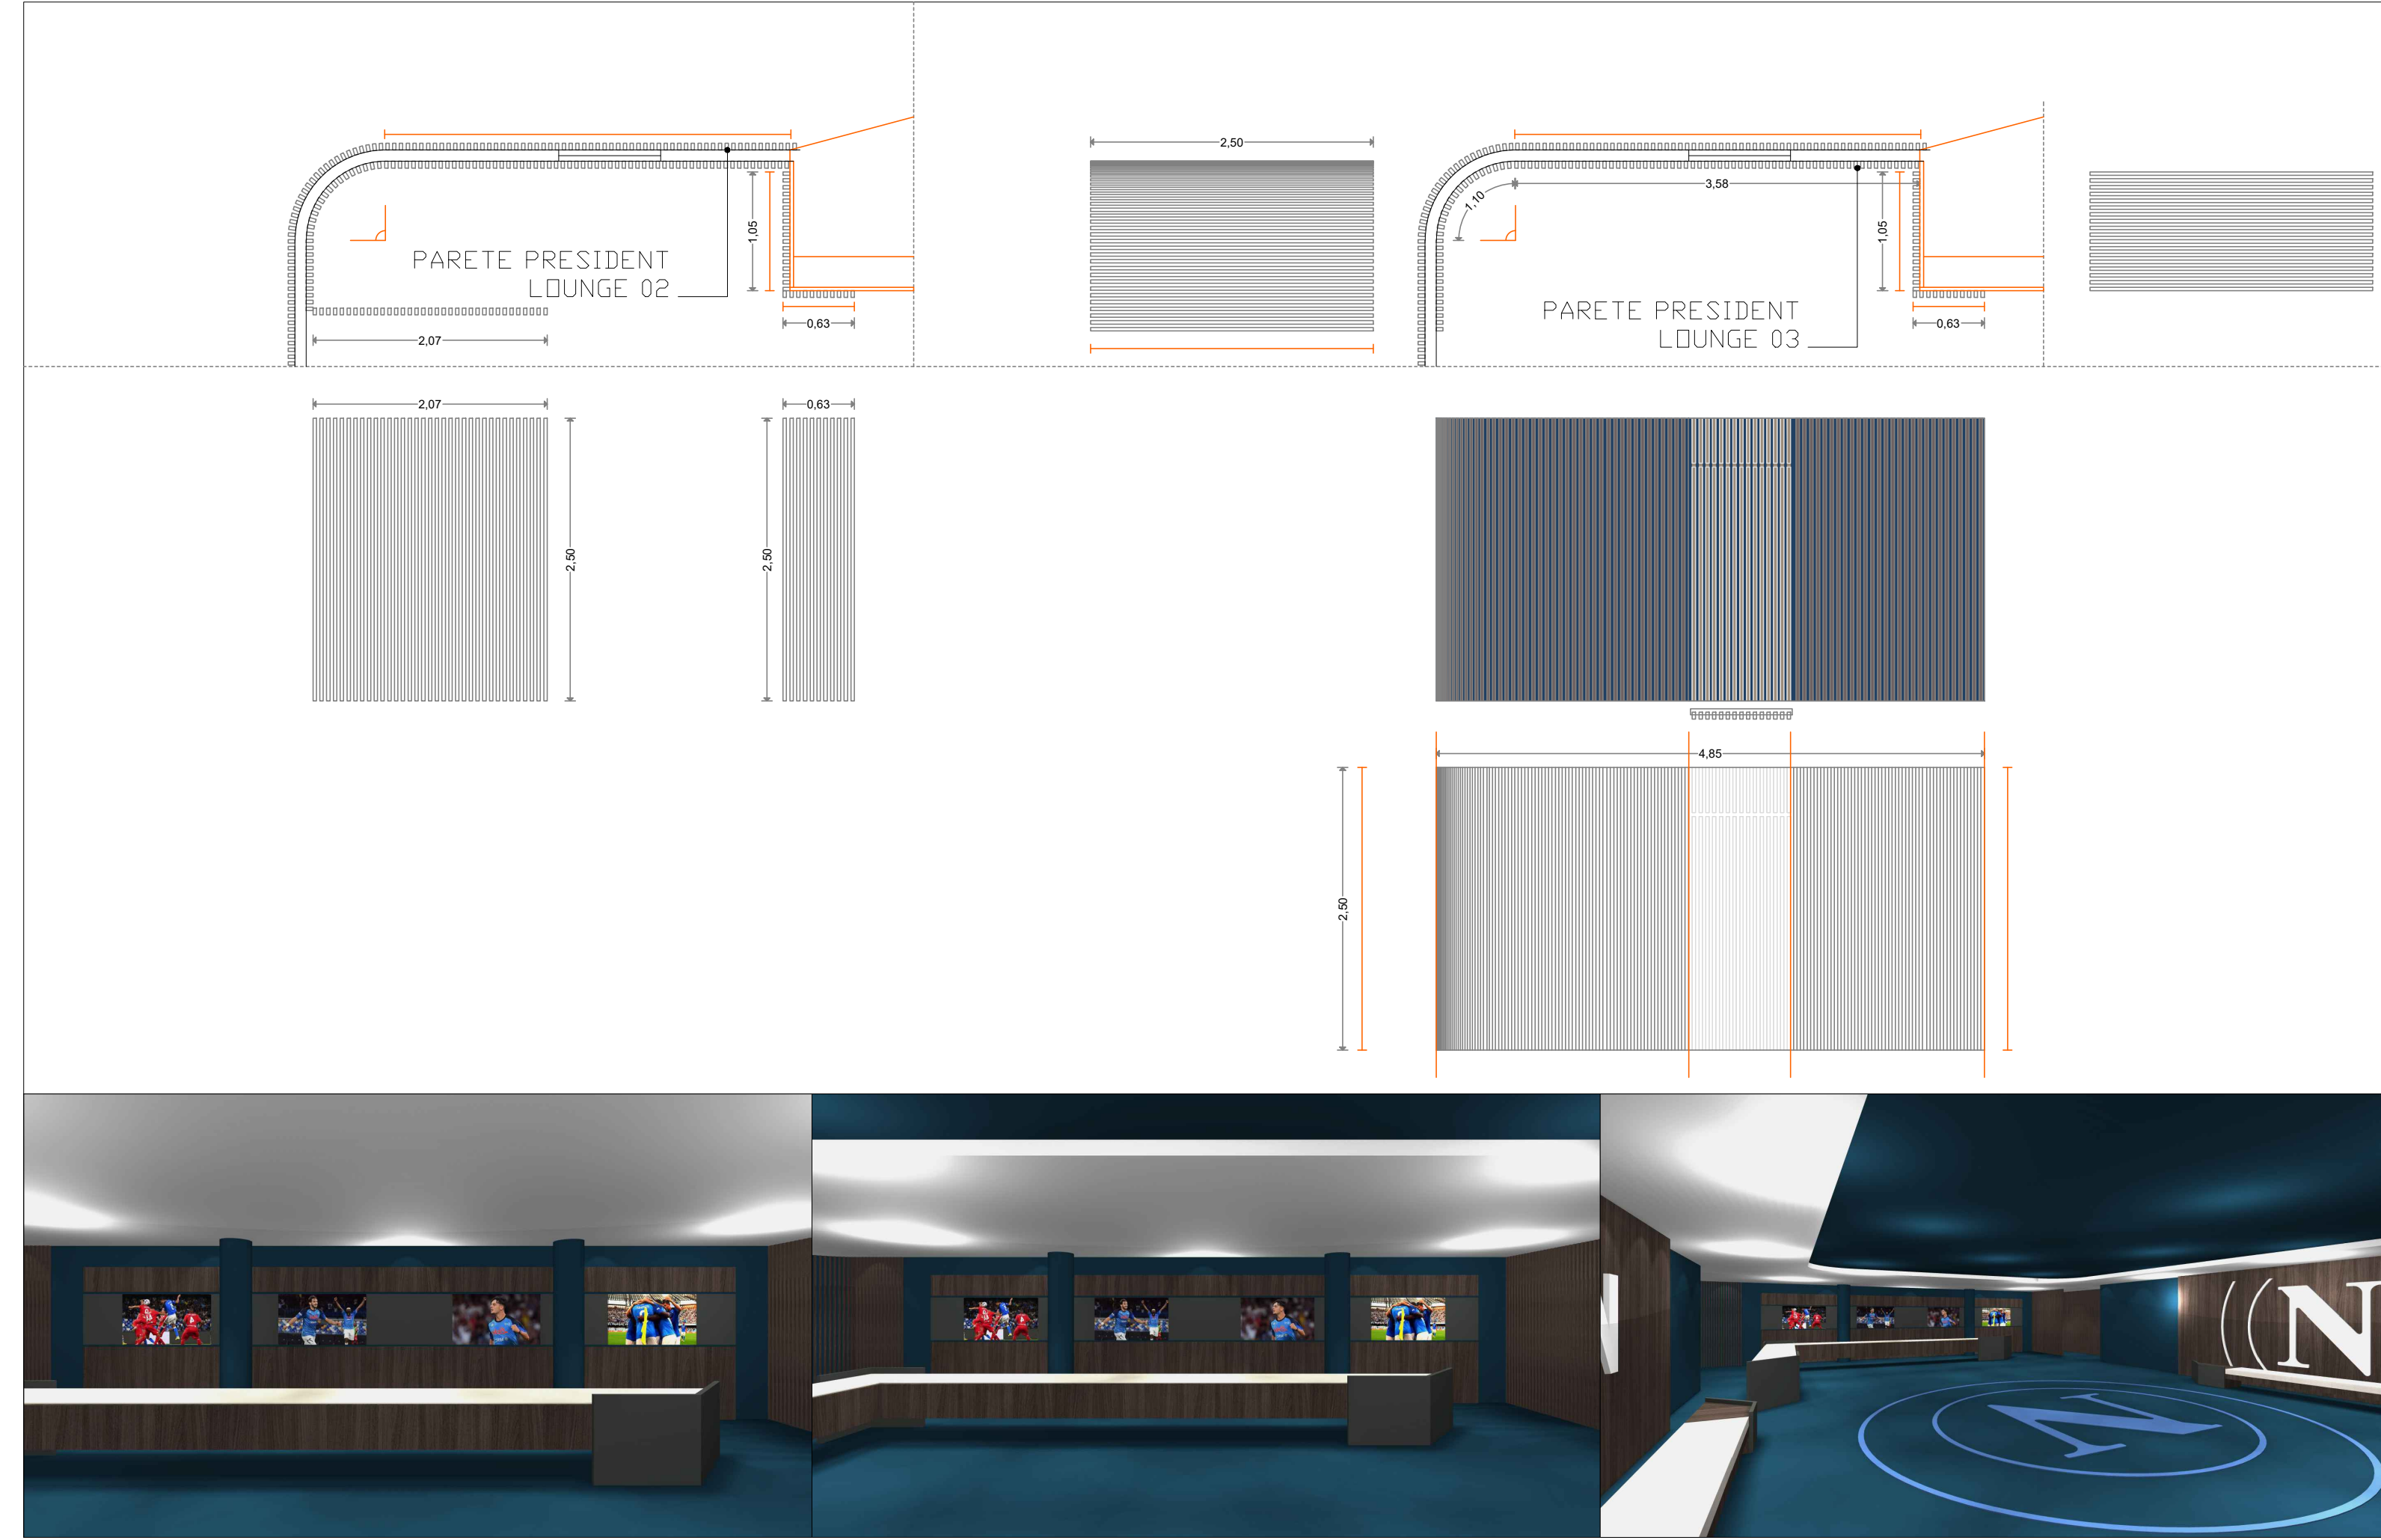 2,50
3,58
1,10
1,05
1,05
PARETE PRESIDENT
LOUNGE 02
PARETE PRESIDENT
LOUNGE 03
0,63
0,63
2,07
2,07
0,63
2,50
2,50
4,85
2,50
N
N